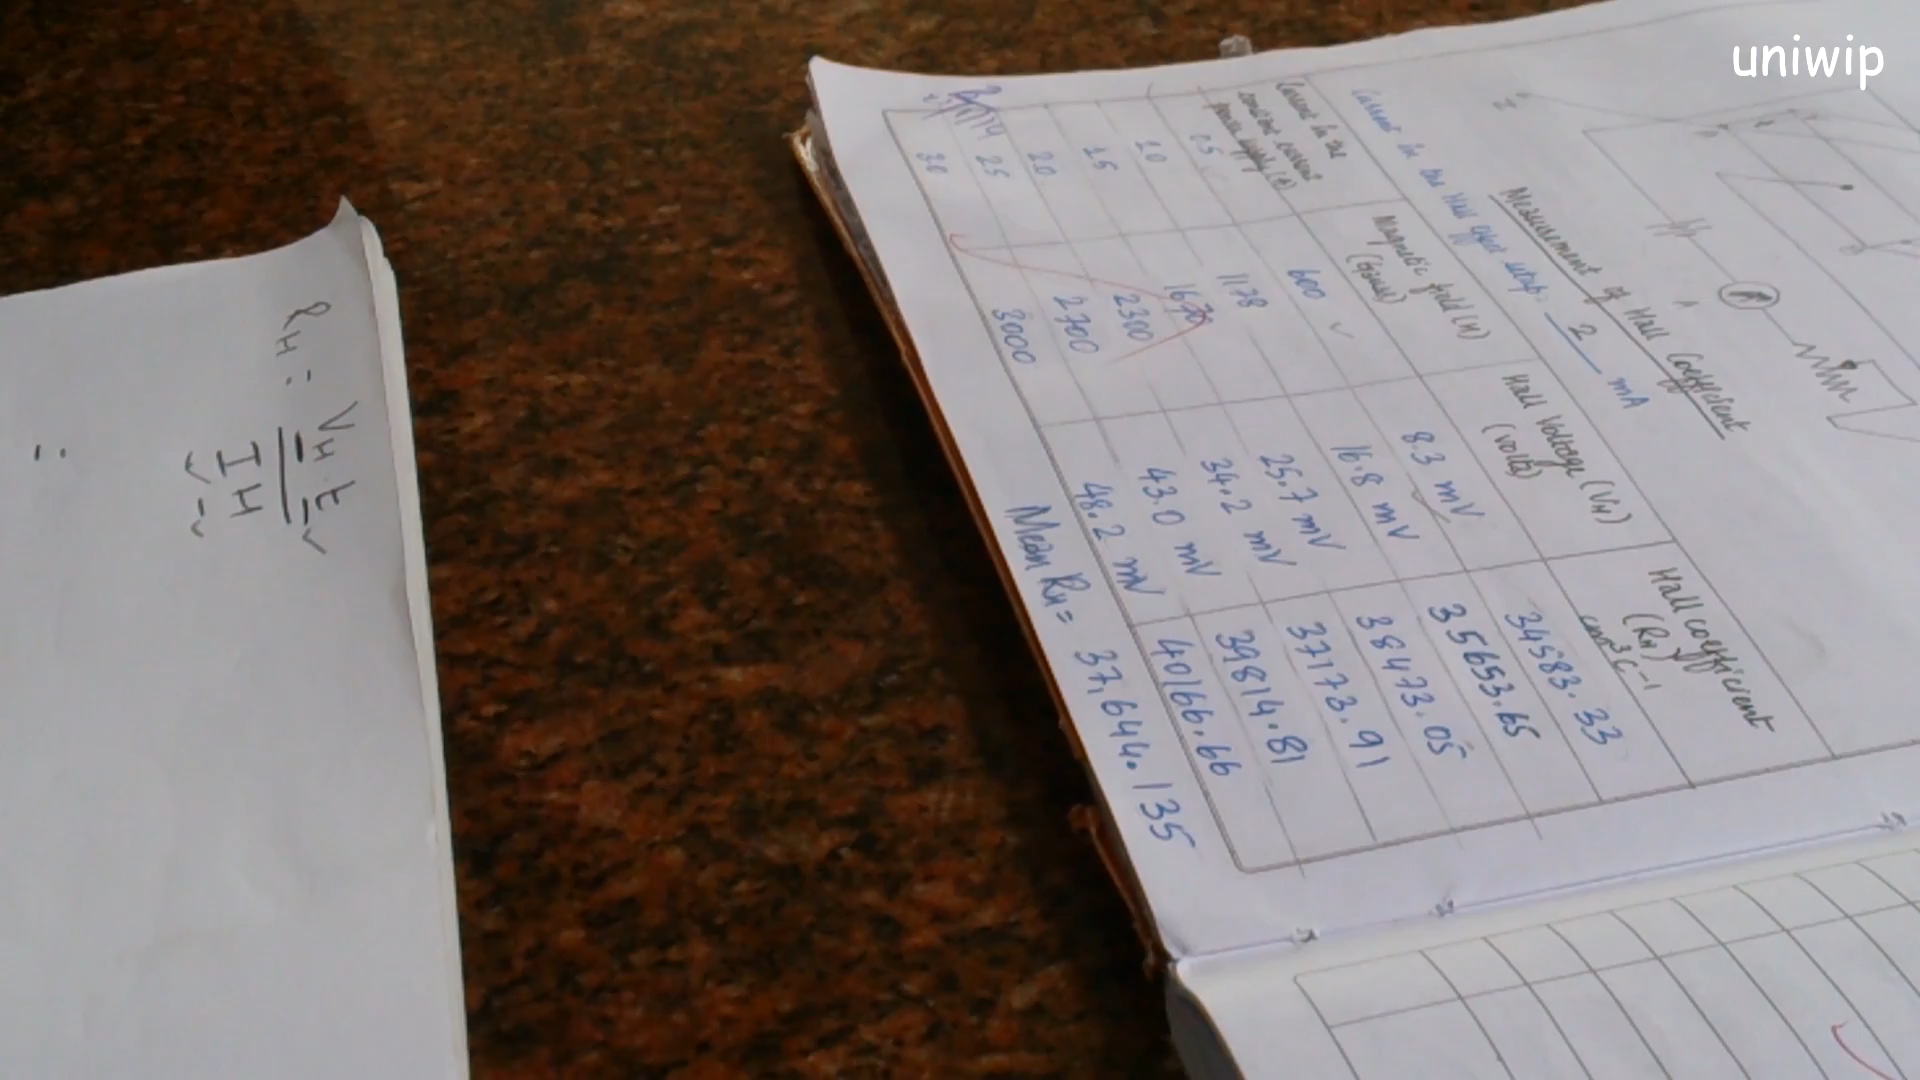 uniwip
R_H = V_H . t
I H
=
Measurement of Hall Coefficient
Current in the Hall effect setup = 2 mA
Current in the constant current power supply (A)
Magnetic field (H) (Gauss)
Hall Voltage (V_H) (volts)
Hall coefficient (R_H) cm³C⁻¹
0.5 600 8.3 mV 34583.33
1.0 1178 16.8 mV 35653.65
1.5 1670 25.7 mV 38473.05
2.0 2300 34.2 mV 37173.91
2.5 2700 43.0 mV 39814.81
3.0 3000 48.2 mV 40166.66
Mean R_H = 37,644.135